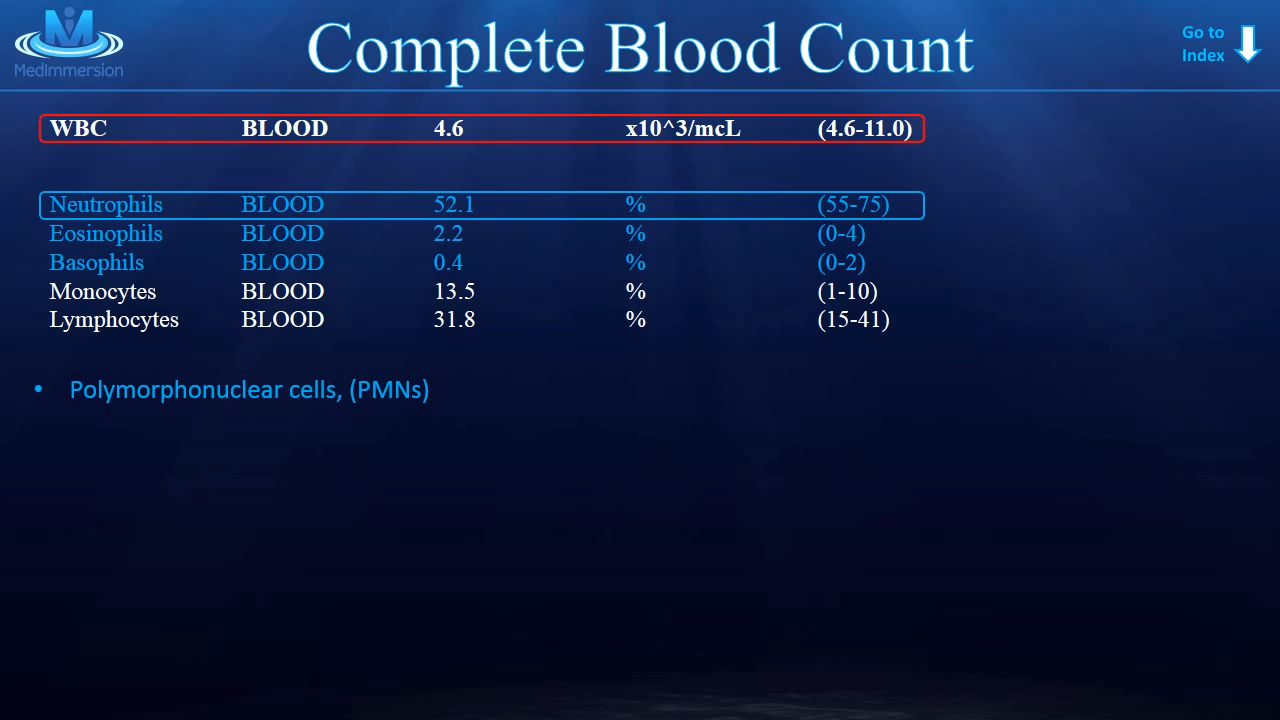 MedImmersion
Complete Blood Count
Go to
Index
WBC BLOOD 4.6 x10^3/mcL (4.6-11.0)
Neutrophils BLOOD 52.1 % (55-75)
Eosinophils BLOOD 2.2 % (0-4)
Basophils BLOOD 0.4 % (0-2)
Monocytes BLOOD 13.5 % (1-10)
Lymphocytes BLOOD 31.8 % (15-41)
• Polymorphonuclear cells, (PMNs)